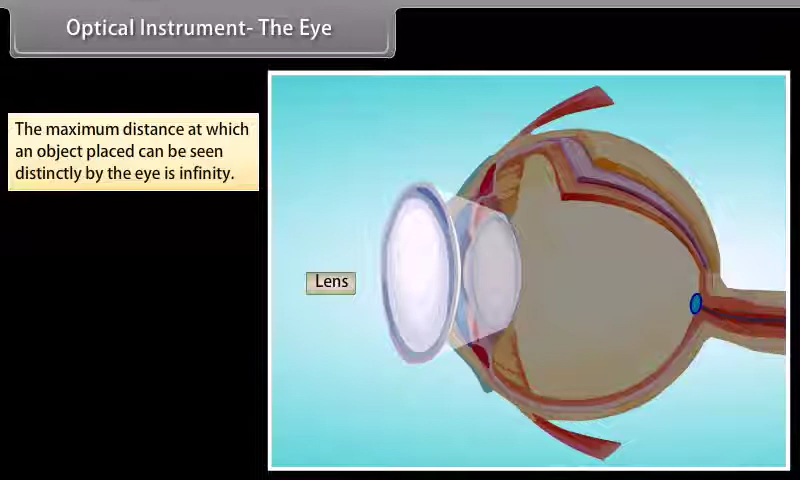 Optical Instrument- The Eye
The maximum distance at which
an object placed can be seen
distinctly by the eye is infinity.
Lens